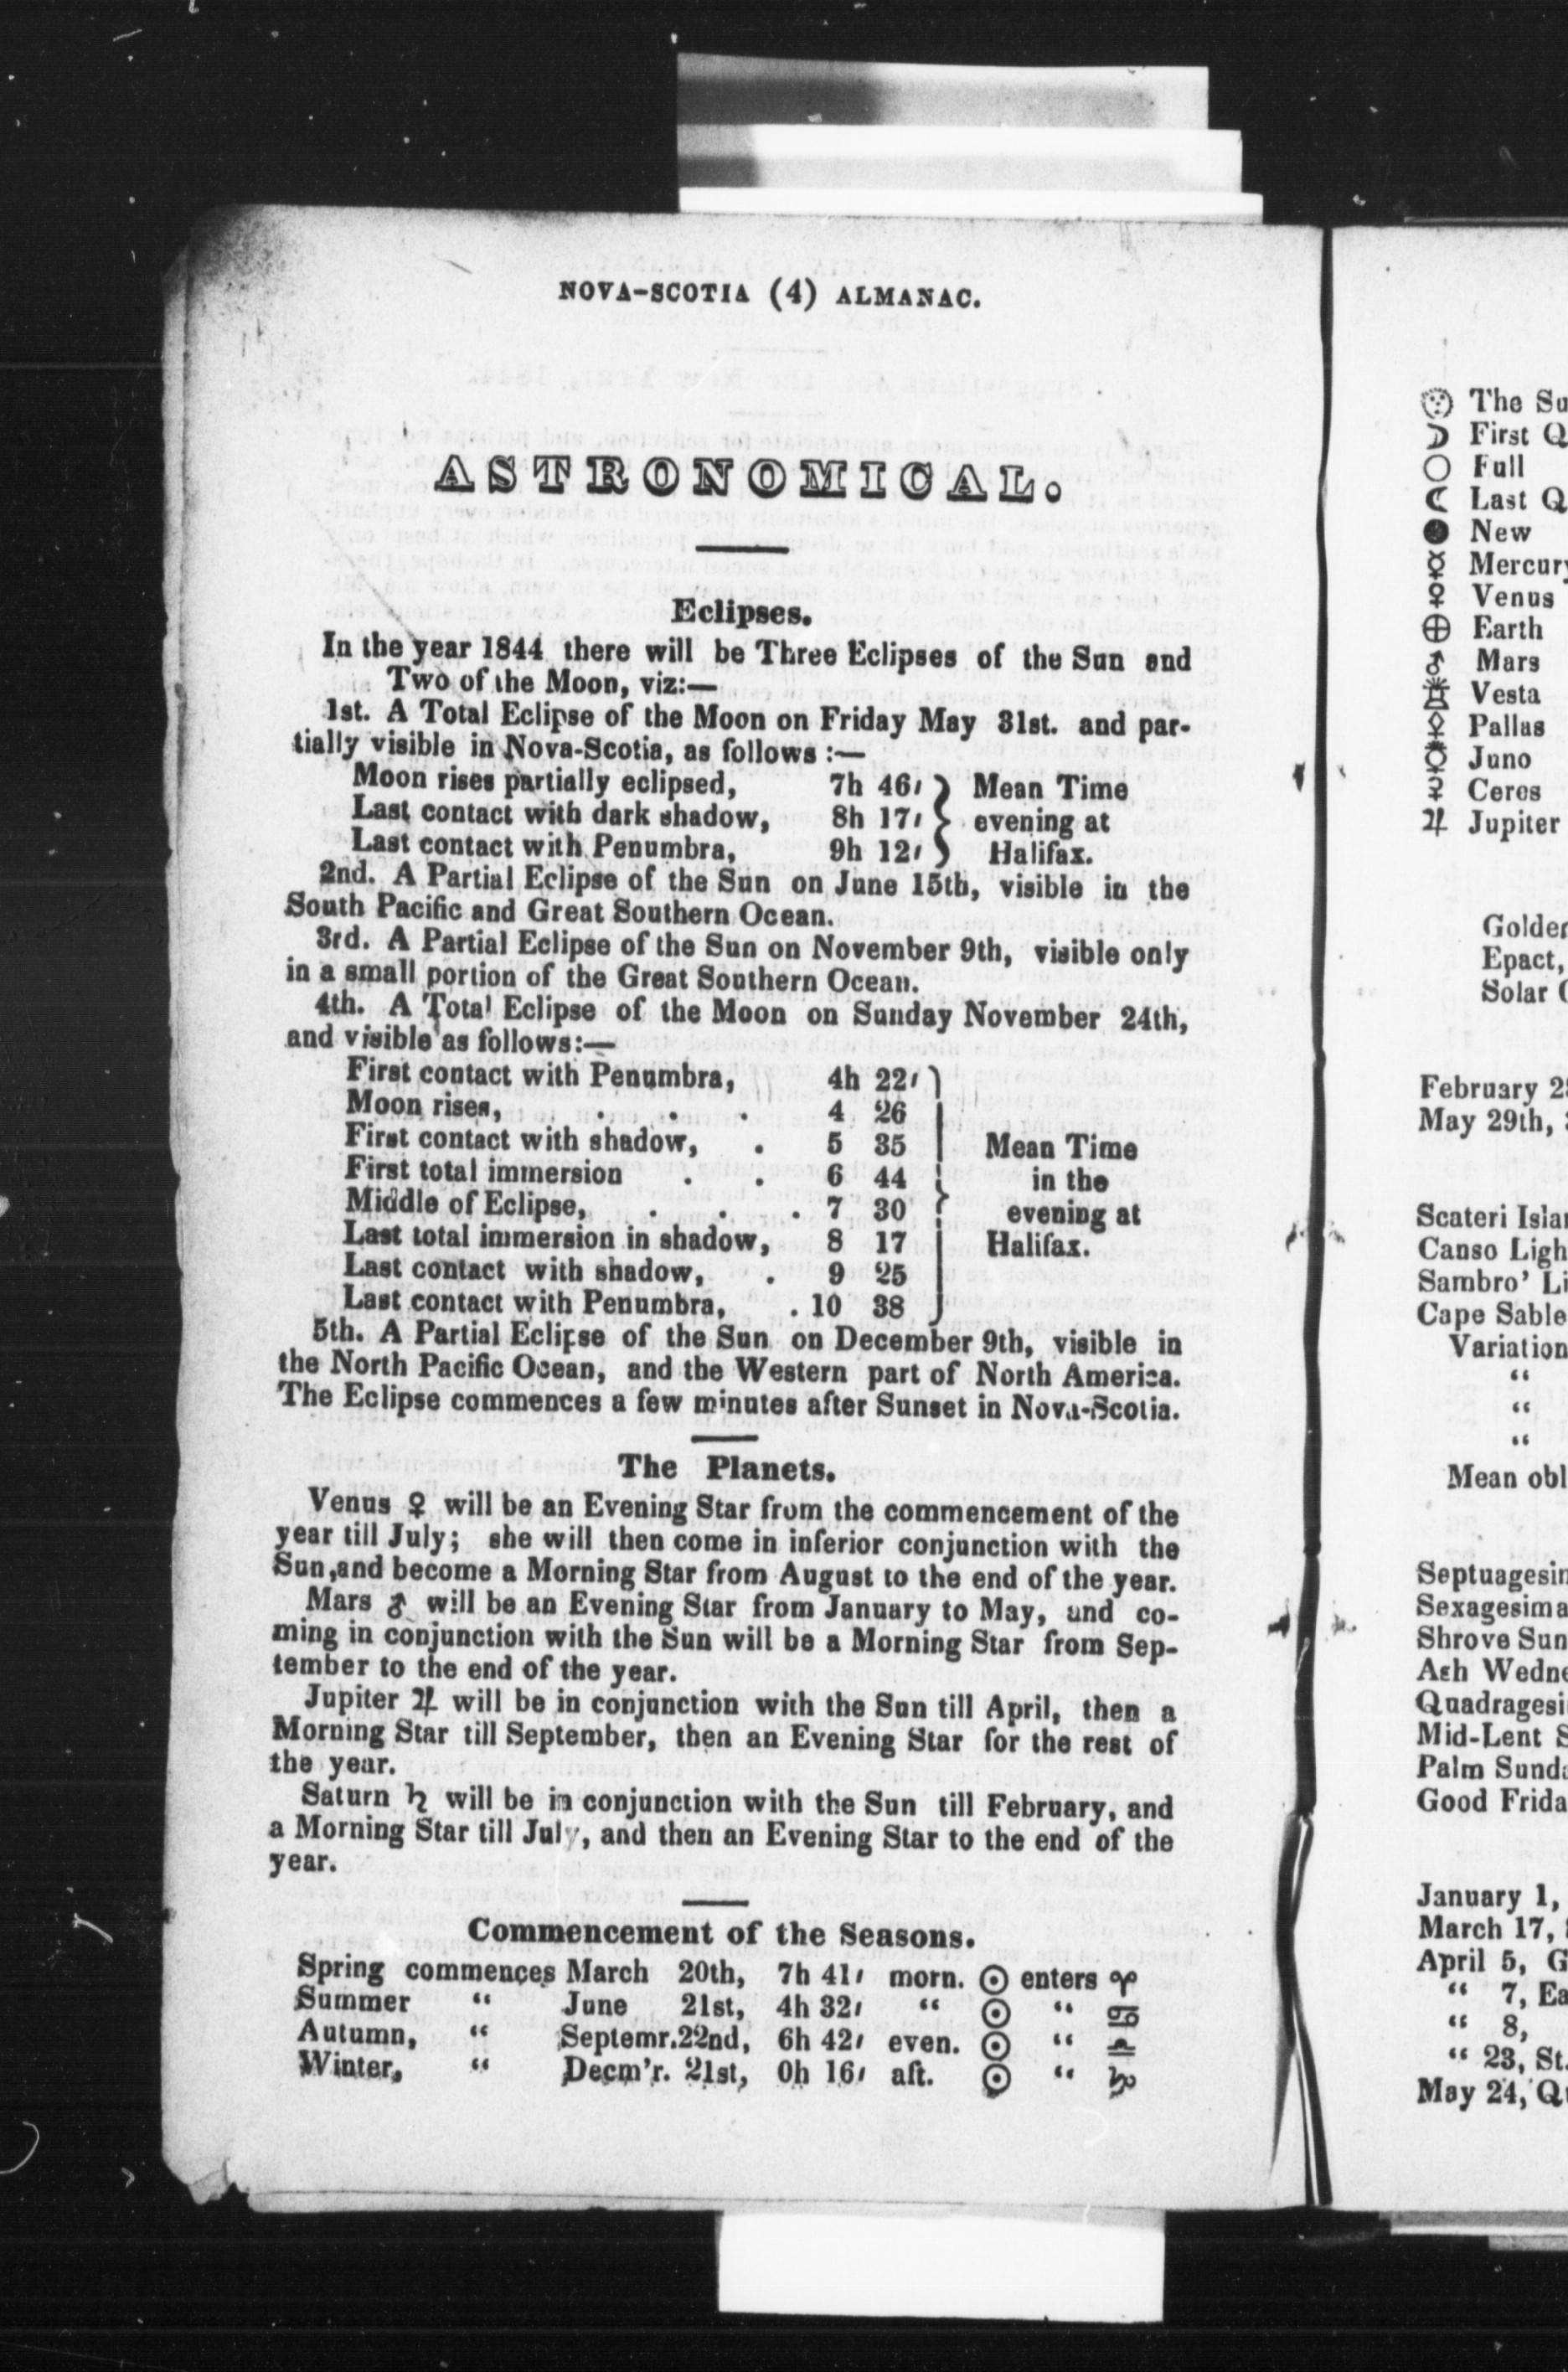 NOVA-SCOTIA (4) ALMANAC.
ASTRONOMICAL.
Eclipses.
In the year 1844 there will be Three Eclipses of the Sun and
Two of the Moon, viz:—
1st. A Total Eclipse of the Moon on Friday May 31st. and par-
tially visible in Nova-Scotia, as follows :—
Moon rises partially eclipsed, 7h 46′ } Mean Time
Last contact with dark shadow, 8h 17′ } evening at
Last contact with Penumbra, 9h 12′ } Halifax.
2nd. A Partial Eclipse of the Sun on June 15th, visible in the
South Pacific and Great Southern Ocean.
3rd. A Partial Eclipse of the Sun on November 9th, visible only
in a small portion of the Great Southern Ocean.
4th. A Total Eclipse of the Moon on Sunday November 24th,
and visible as follows:—
First contact with Penumbra, 4h 22′
Moon rises, . . . 4 26
First contact with shadow, . 5 35 Mean Time
First total immersion . . 6 44 in the
Middle of Eclipse, . . . 7 30 } evening at
Last total immersion in shadow, 8 17 Halifax.
Last contact with shadow, . 9 25
Last contact with Penumbra, . 10 38
5th. A Partial Eclipse of the Sun on December 9th, visible in
the North Pacific Ocean, and the Western part of North America.
The Eclipse commences a few minutes after Sunset in Nova-Scotia.
The Planets.
Venus ♀ will be an Evening Star from the commencement of the
year till July; she will then come in inferior conjunction with the
Sun,and become a Morning Star from August to the end of the year.
Mars ♂ will be an Evening Star from January to May, and co-
ming in conjunction with the Sun will be a Morning Star from Sep-
tember to the end of the year.
Jupiter ♃ will be in conjunction with the Sun till April, then a
Morning Star till September, then an Evening Star for the rest of
the year.
Saturn ♄ will be in conjunction with the Sun till February, and
a Morning Star till July, and then an Evening Star to the end of the
year.
Commencement of the Seasons.
Spring commences March 20th, 7h 41′ morn. ☉ enters ♈
Summer “ June 21st, 4h 32′ “ ☉ “ ♋
Autumn, “ Septemr.22nd, 6h 42′ even. ☉ “ ♎
Winter, “ Decm’r. 21st, 0h 16′ aft. ☉ “ ♑
The Su
☽ First Q
○ Full
☾ Last Q
● New
☿ Mercury
♀ Venus
⊕ Earth
♂ Mars
Vesta
⚴ Pallas
Juno
⚳ Ceres
♃ Jupiter
Golden
Epact,
Solar C
February 2
May 29th,
Scateri Islan
Canso Ligh
Sambro’ Li
Cape Sable
Variation
“
“
“
Mean obl
Septuagesim
Sexagesima
Shrove Sun
Ash Wedne
Quadragesi
Mid-Lent S
Palm Sunda
Good Frida
January 1,
March 17,
April 5, G
“ 7, Ea
“ 8,
“ 23, St.
May 24, Qu